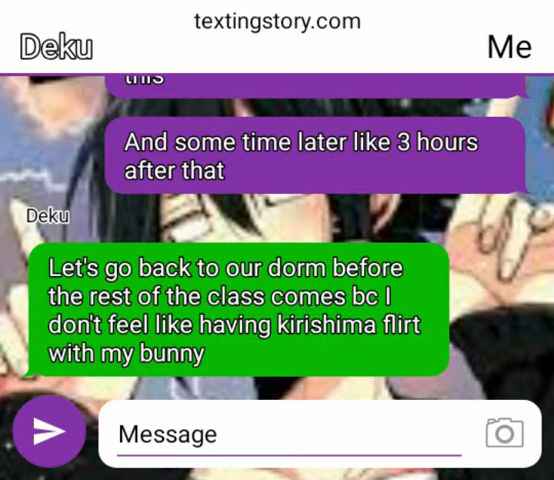 textingstory.com
Deku
Me
this
And some time later like 3 hours
after that
Deku
Let's go back to our dorm before
the rest of the class comes bc I
don't feel like having kirishima flirt
with my bunny
Message